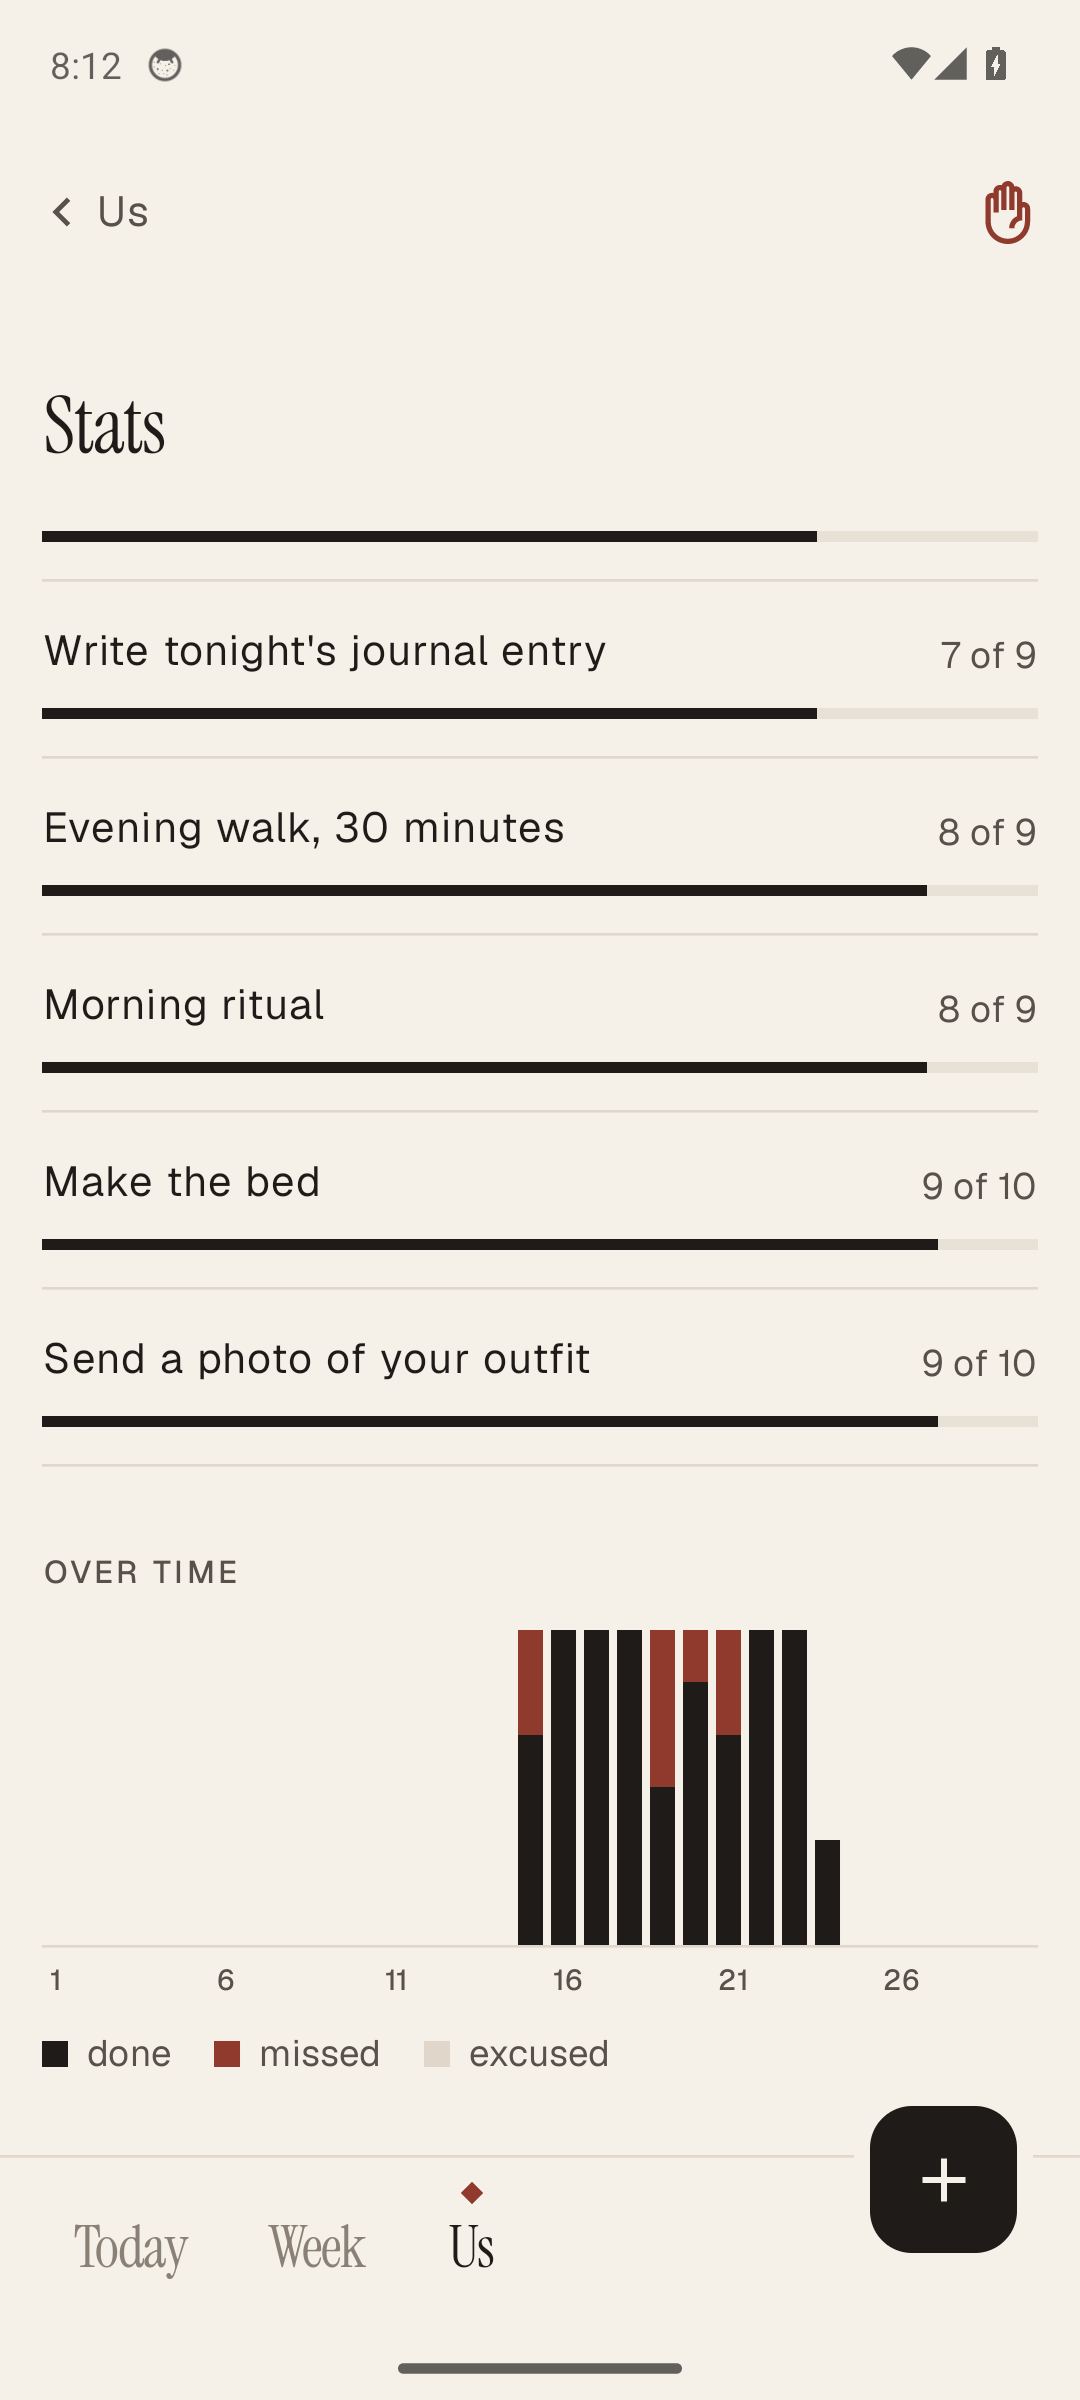 8:12
Us
Stats
Write tonight's journal entry
7 of 9
Evening walk, 30 minutes
8 of 9
Morning ritual
8 of 9
Make the bed
9 of 10
Send a photo of your outfit
9 of 10
OVER TIME
1 6 11 16 21 26
done missed excused
Today Week Us